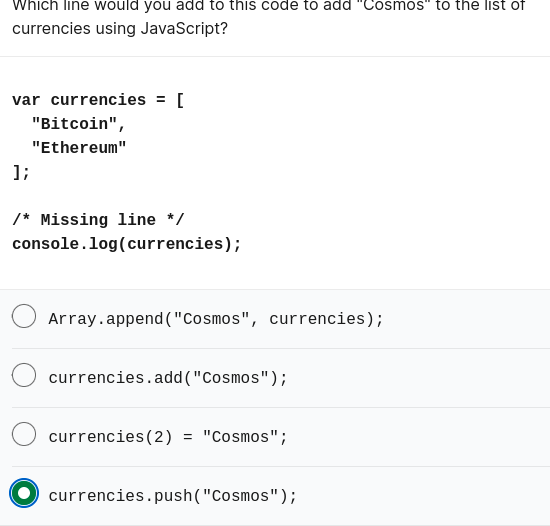 Which line would you add to this code to add "Cosmos" to the list of
currencies using JavaScript?
var currencies = [
"Bitcoin",
"Ethereum"
];
/* Missing line */
console.log(currencies);
Array.append("Cosmos", currencies);
currencies.add("Cosmos");
currencies(2) = "Cosmos";
currencies.push("Cosmos");